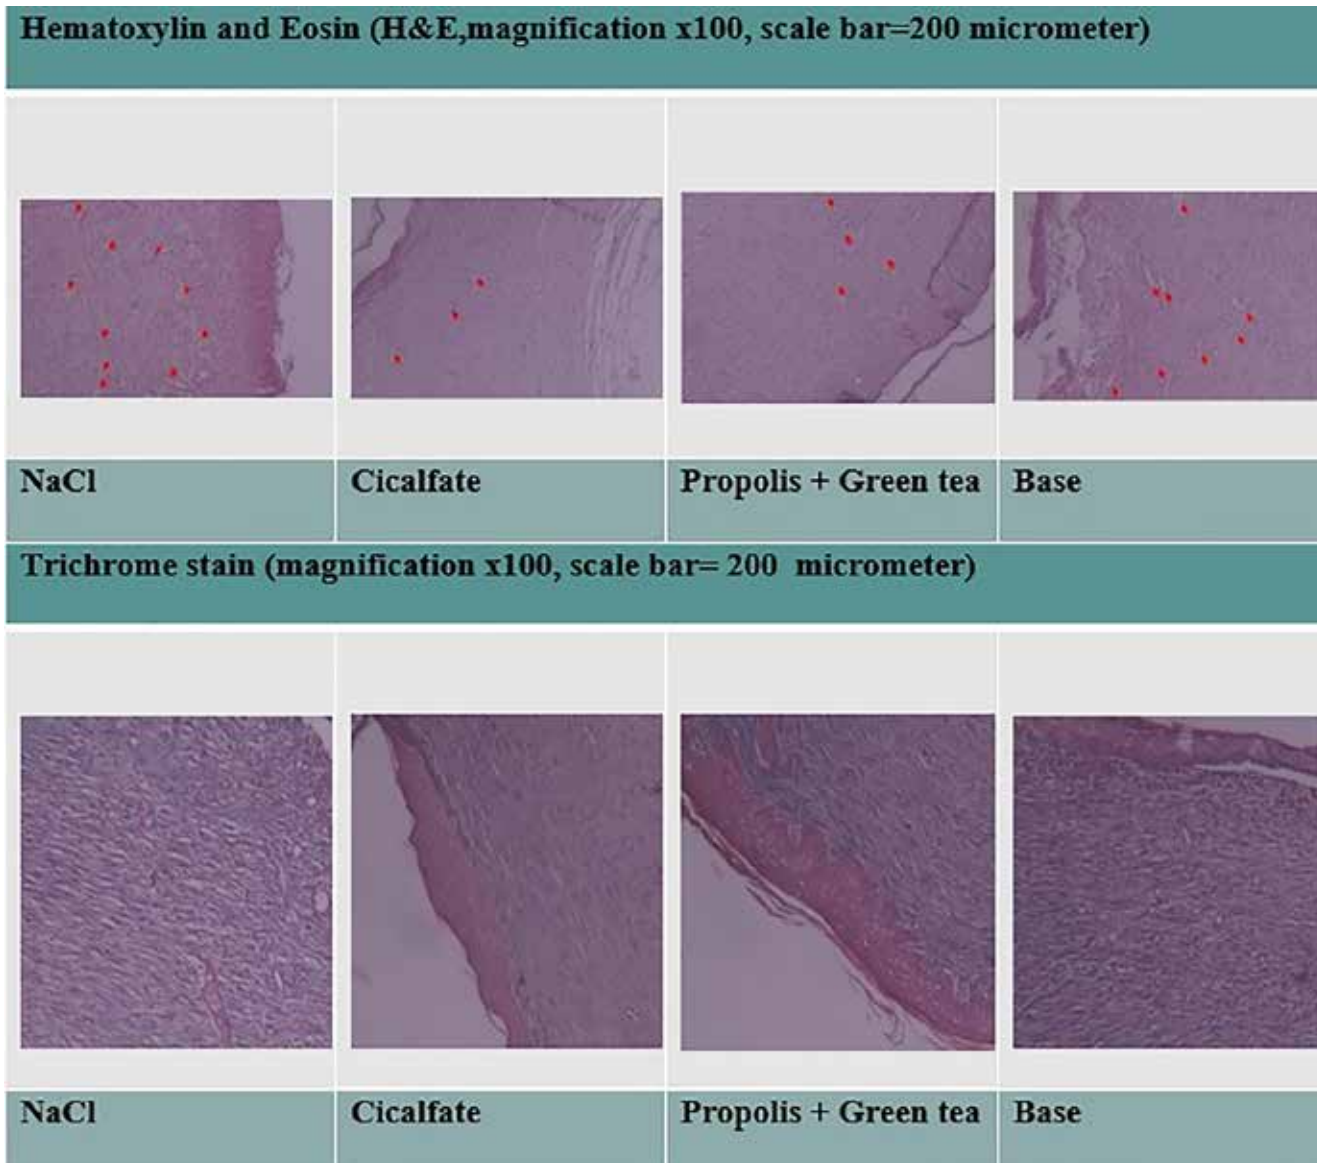 Hematoxylin and Eosin (H&E,magnification x100, scale bar=200 micrometer)
NaCl
Cicalfate
Propolis + Green tea
Base
Trichrome stain (magnification x100, scale bar= 200 micrometer)
NaCl
Cicalfate
Propolis + Green tea
Base